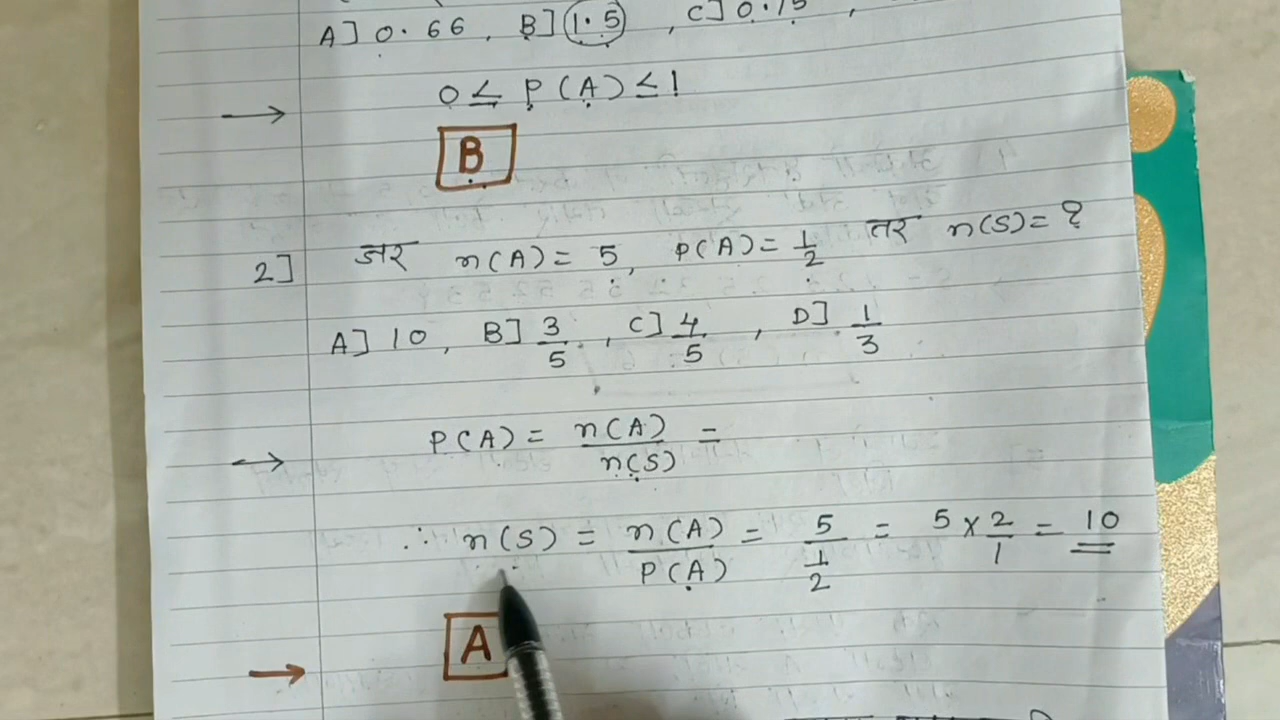 A] 0.66, B] 1.5, C] 0.75,
→ 0 ≤ P(A) ≤ 1
B
2] जर n(A) = 5, P(A) = 1/2 तर n(S) = ?
A] 10, B] 3/5, C] 4/5, D] 1/3
→ P(A) = n(A)/n(S) =
∴ n(S) = n(A)/P(A) = 5/(1/2) = 5 × 2/1 = 10
→ A